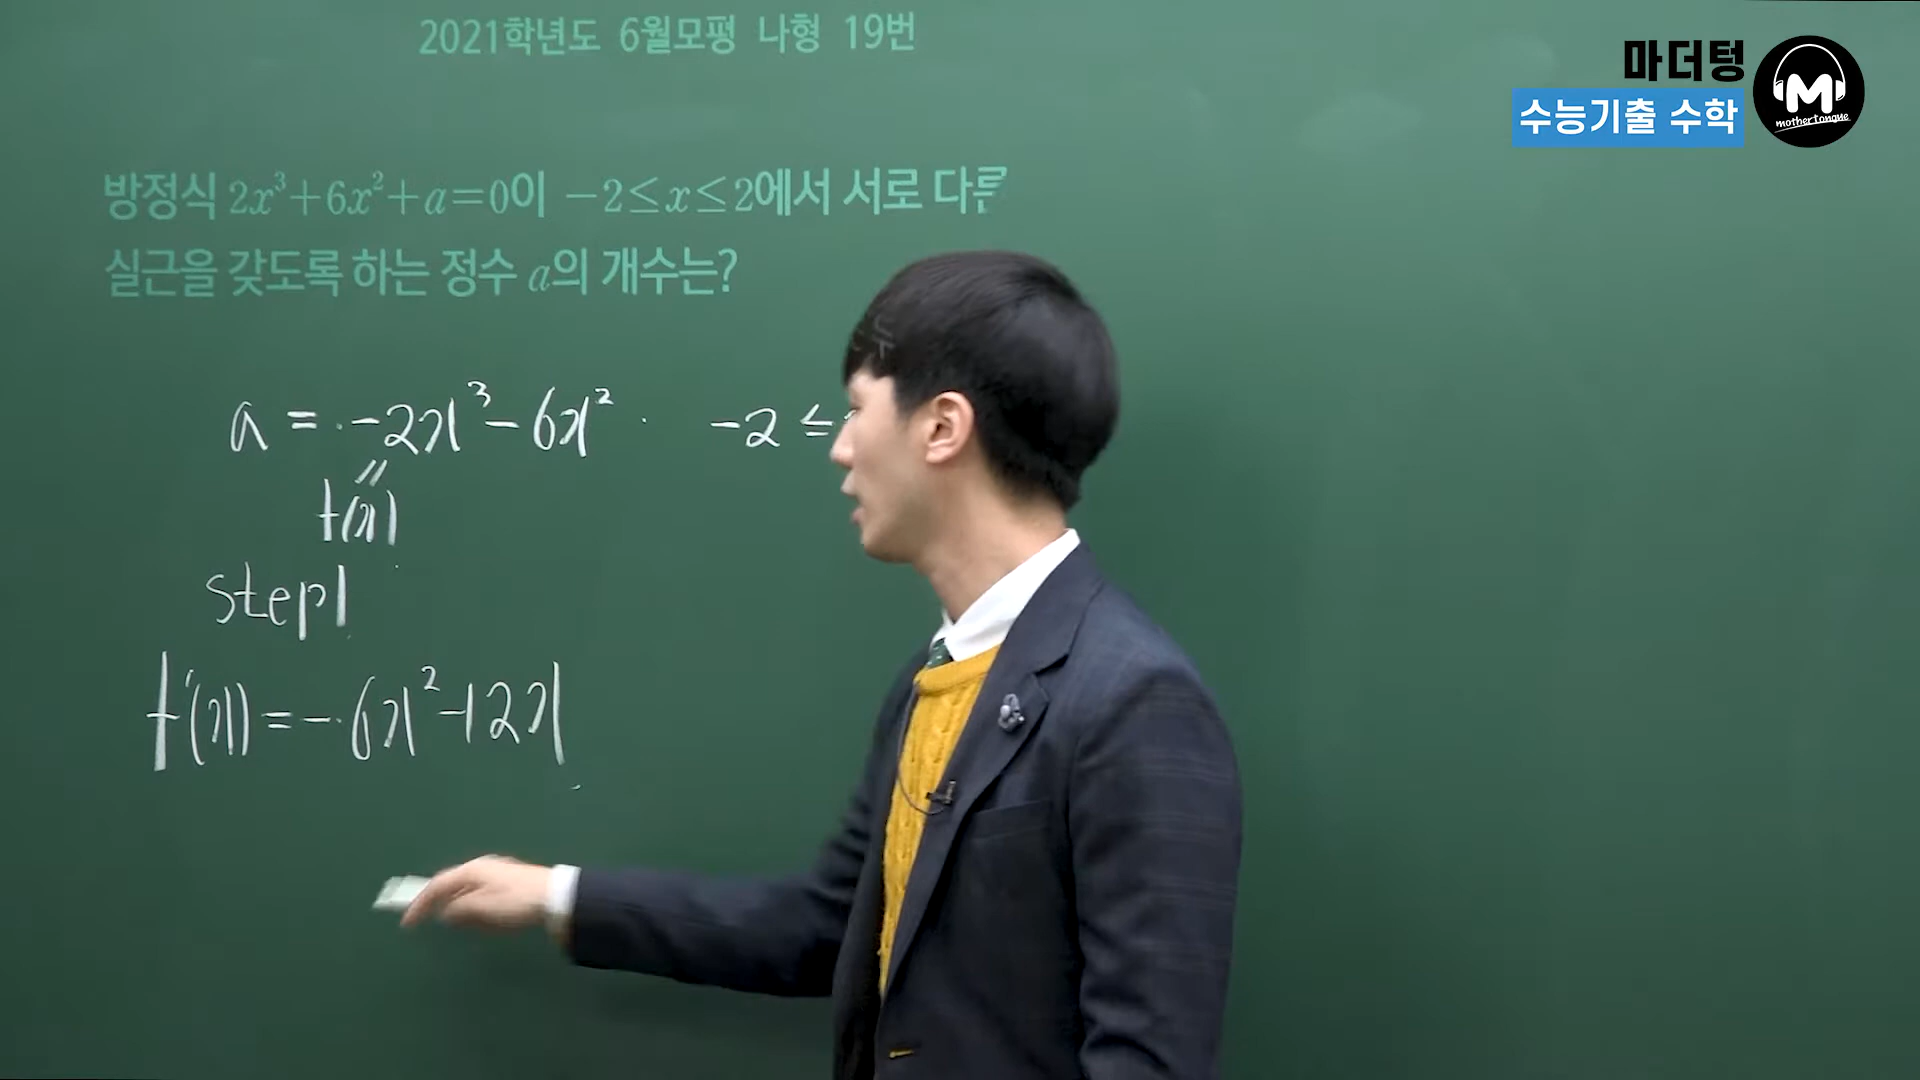 2021학년도 6월모평 나형 19번
마더텅
수능기출 수학
M
mothertongue
방정식 2x³+6x²+a=0이 −2≤x≤2에서 서로 다른
실근을 갖도록 하는 정수 a의 개수는?
a = -2x³-6x² -2 ≤
f(x)
step1
f'(x) = -6x²-12x